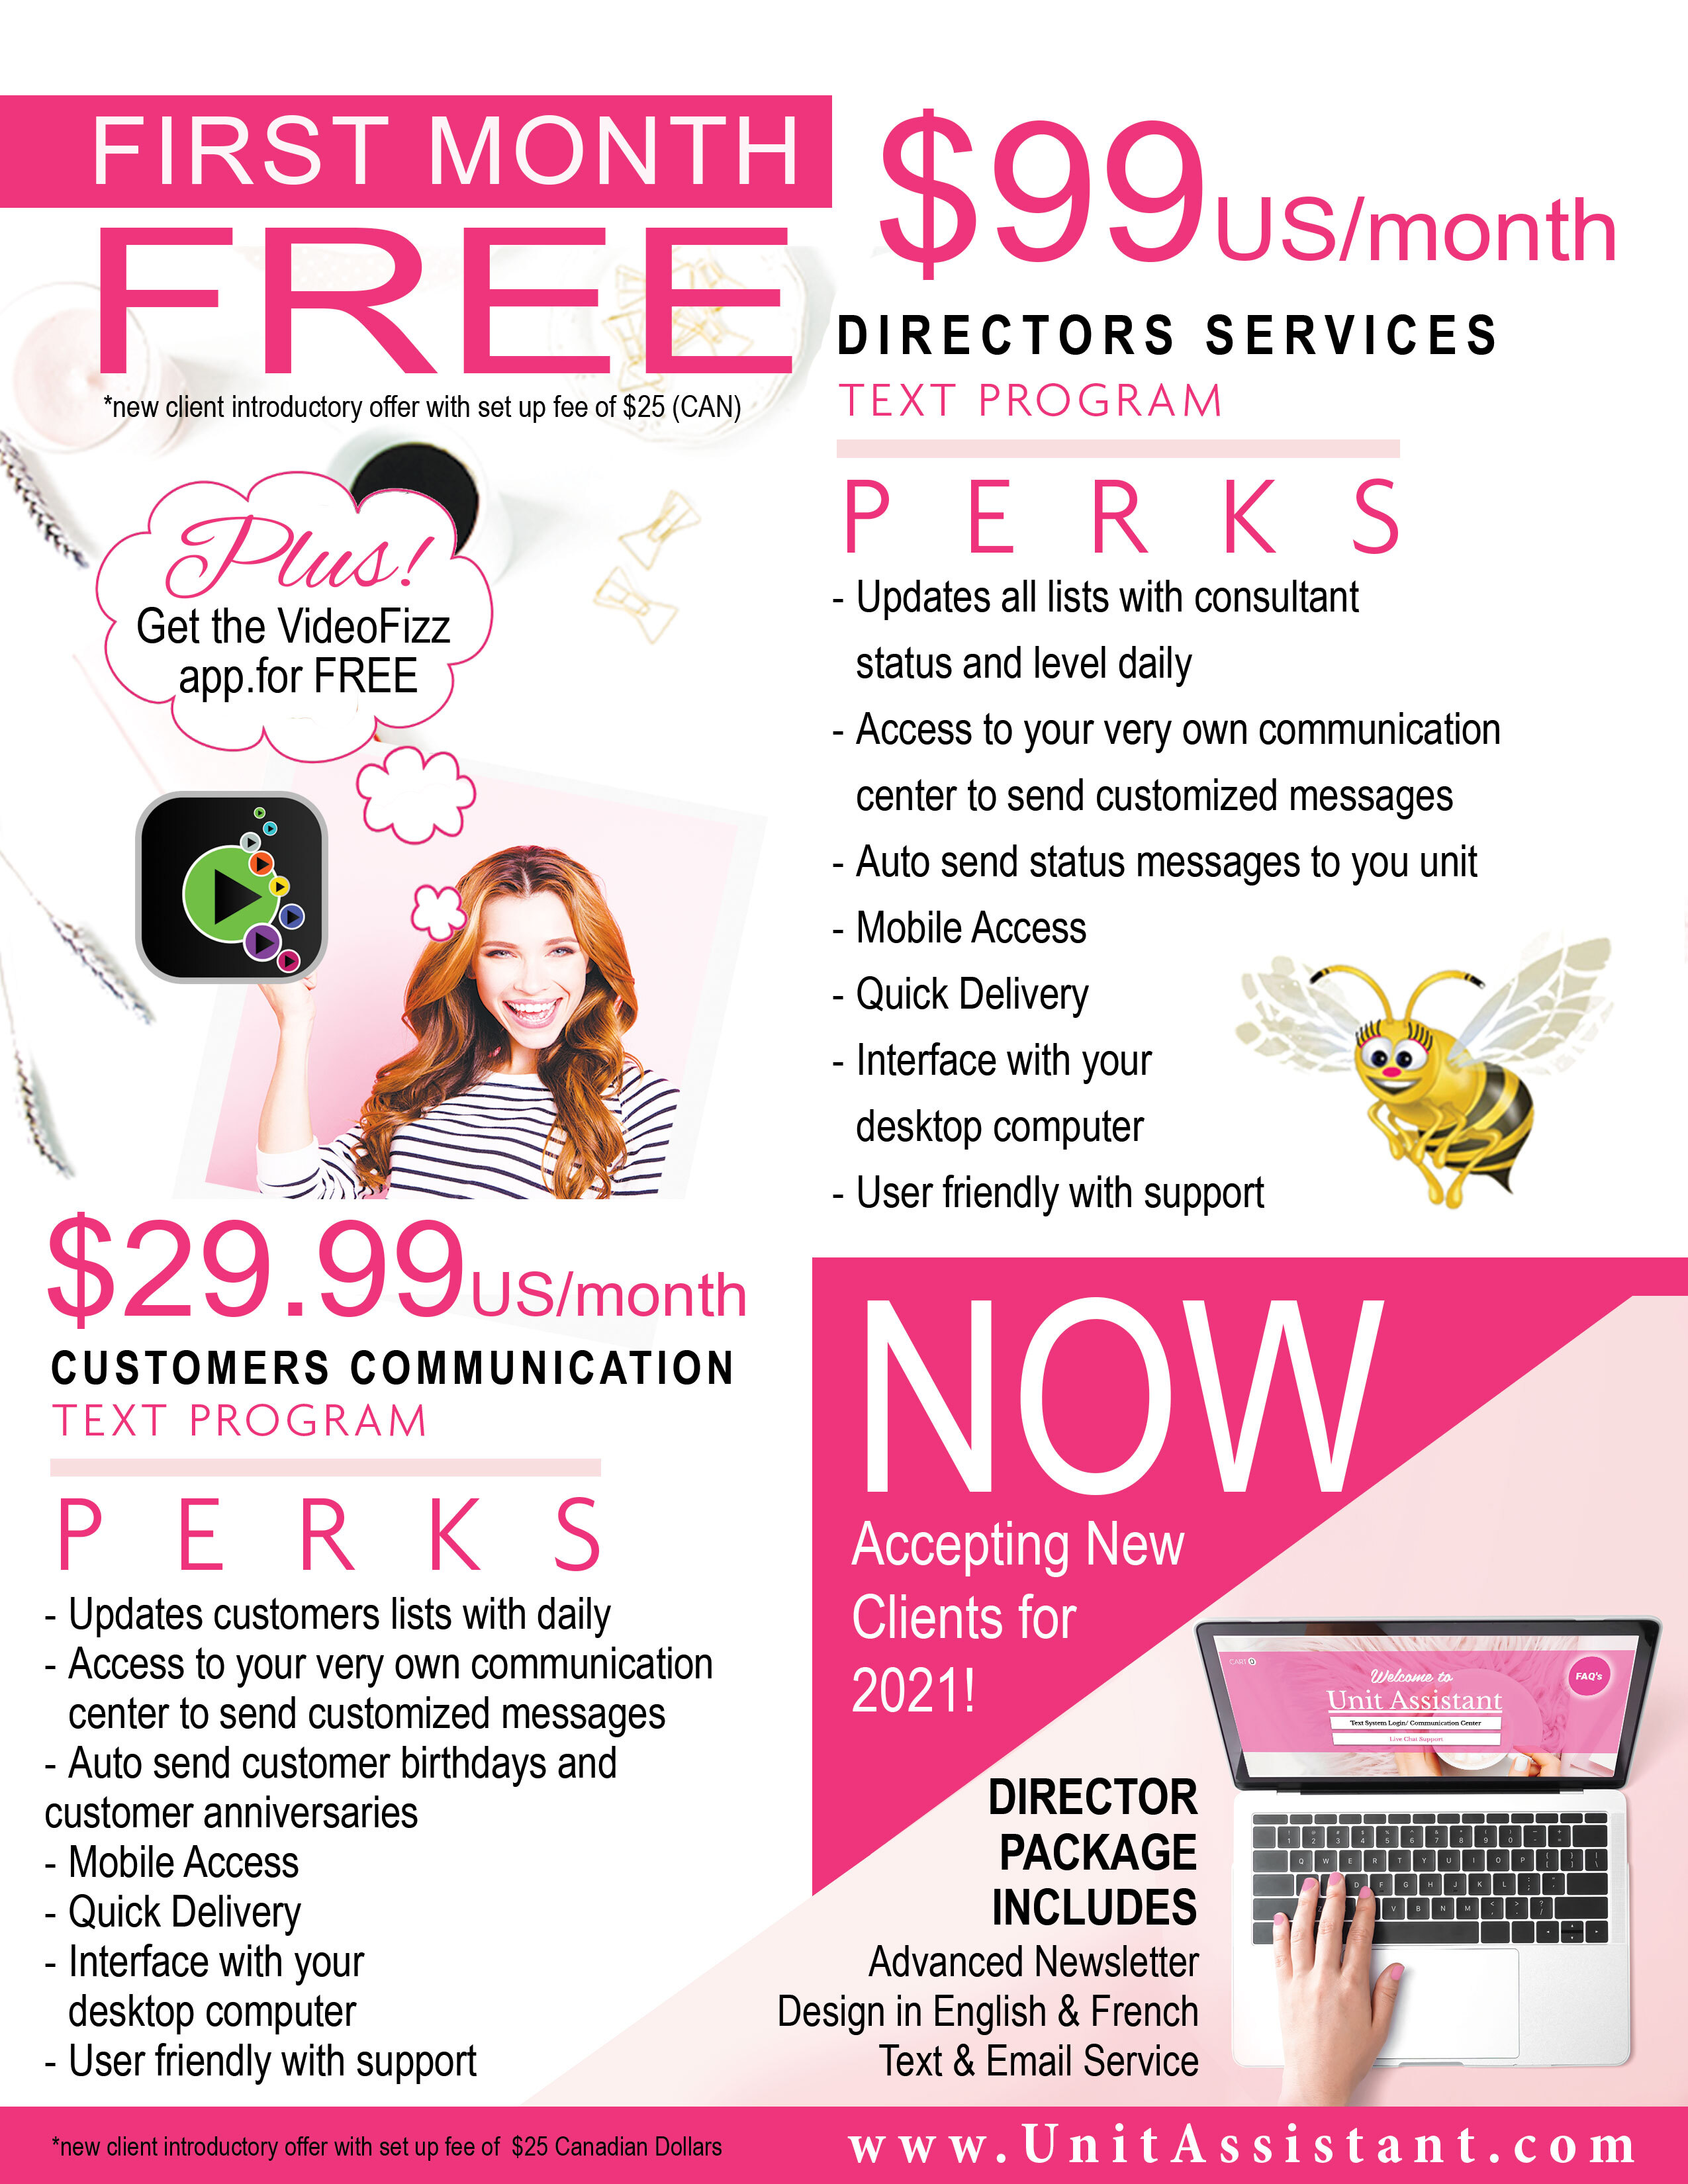 FIRST MONTH
FREE
*new client introductory offer with set up fee of $25 (CAN)
Plus!
Get the VideoFizz
app.for FREE
$99US/month
DIRECTORS SERVICES
TEXT PROGRAM
PERKS
- Updates all lists with consultant
status and level daily
- Access to your very own communication
center to send customized messages
- Auto send status messages to you unit
- Mobile Access
- Quick Delivery
- Interface with your
desktop computer
- User friendly with support
$29.99US/month
CUSTOMERS COMMUNICATION
TEXT PROGRAM
PERKS
- Updates customers lists with daily
- Access to your very own communication
center to send customized messages
- Auto send customer birthdays and
customer anniversaries
- Mobile Access
- Quick Delivery
- Interface with your
desktop computer
- User friendly with support
NOW
Accepting New
Clients for
2021!
CART 0
Welcome to
Unit Assistant
Text System Login/ Communication Center
Live Chat Support
FAQ's
DIRECTOR
PACKAGE
INCLUDES
Advanced Newsletter
Design in English & French
Text & Email Service
*new client introductory offer with set up fee of $25 Canadian Dollars
www.UnitAssistant.com